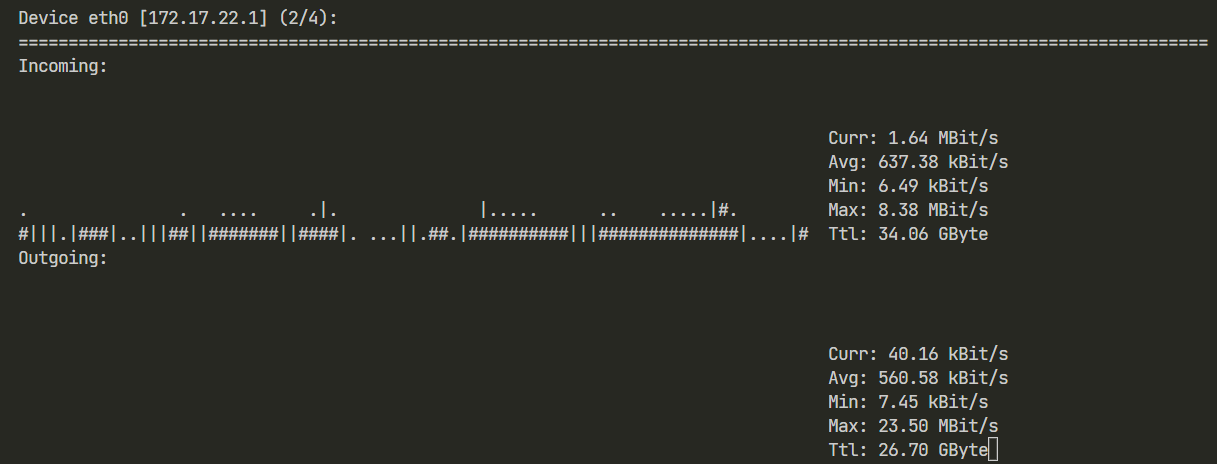 Device eth0 [172.17.22.1] (2/4):
=======================================================================================================================
Incoming:
Curr: 1.64 MBit/s
Avg: 637.38 kBit/s
Min: 6.49 kBit/s
.               .   ....     .|.              |.....      ..    .....|#.         Max: 8.38 MBit/s
#|||.|###|..|||##||#######||####|. ...||.##.|##########|||##############|....|#  Ttl: 34.06 GByte
Outgoing:
Curr: 40.16 kBit/s
Avg: 560.58 kBit/s
Min: 7.45 kBit/s
Max: 23.50 MBit/s
Ttl: 26.70 GByte